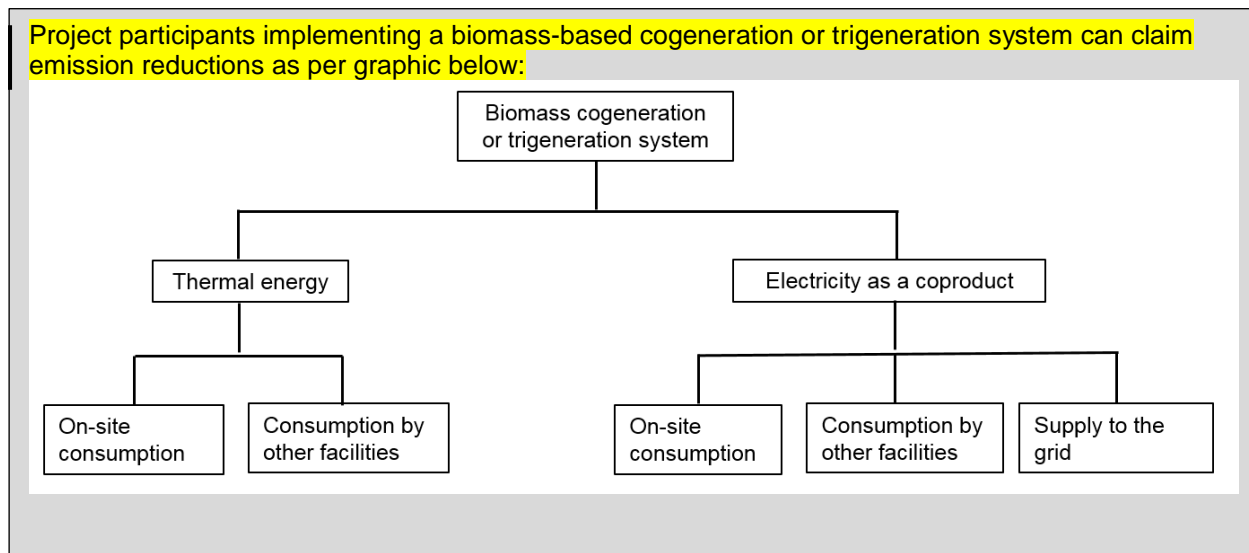 Project participants implementing a biomass-based cogeneration or trigeneration system can claim
emission reductions as per graphic below:
Biomass cogeneration
or trigeneration system
Thermal energy
Electricity as a coproduct
On-site
consumption
Consumption by
other facilities
On-site
consumption
Consumption by
other facilities
Supply to the
grid